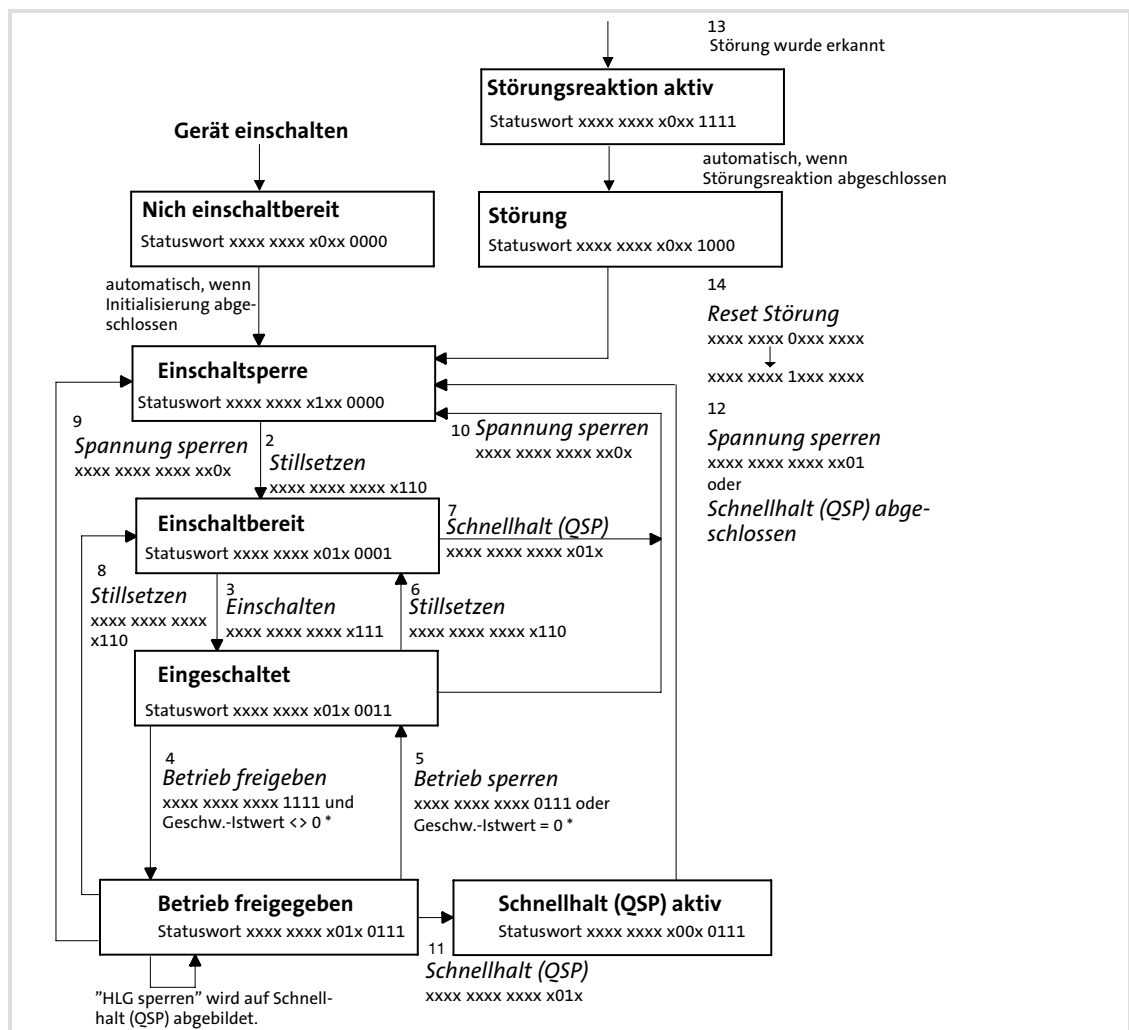 13
Störung wurde erkannt
Störungsreaktion aktiv
Statuswort xxxx xxxx x0xx 1111
Gerät einschalten
automatisch, wenn
Störungsreaktion abgeschlossen
Nich einschaltbereit
Statuswort xxxx xxxx x0xx 0000
Störung
Statuswort xxxx xxxx x0xx 1000
automatisch, wenn
Initialisierung abge-
schlossen
14
Reset Störung
xxxx xxxx 0xxx xxxx
xxxx xxxx 1xxx xxxx
Einschaltsperre
Statuswort xxxx xxxx x1xx 0000
9
Spannung sperren
xxxx xxxx xxxx xx0x
2
Stillsetzen
xxxx xxxx xxxx x110
10 Spannung sperren
xxxx xxxx xxxx xx0x
12
Spannung sperren
xxxx xxxx xxxx xx01
oder
Schnellhalt (QSP) abge-
schlossen
Einschaltbereit
Statuswort xxxx xxxx x01x 0001
7
Schnellhalt (QSP)
xxxx xxxx xxxx x01x
8
Stillsetzen
xxxx xxxx xxxx
x110
3
Einschalten
xxxx xxxx xxxx x111
6
Stillsetzen
xxxx xxxx xxxx x110
Eingeschaltet
Statuswort xxxx xxxx x01x 0011
4
Betrieb freigeben
xxxx xxxx xxxx 1111 und
Geschw.-Istwert <> 0 *
5
Betrieb sperren
xxxx xxxx xxxx 0111 oder
Geschw.-Istwert = 0 *
Betrieb freigegeben
Statuswort xxxx xxxx x01x 0111
Schnellhalt (QSP) aktiv
Statuswort xxxx xxxx x00x 0111
11
Schnellhalt (QSP)
xxxx xxxx xxxx x01x
”HLG sperren” wird auf Schnell-
halt (QSP) abgebildet.